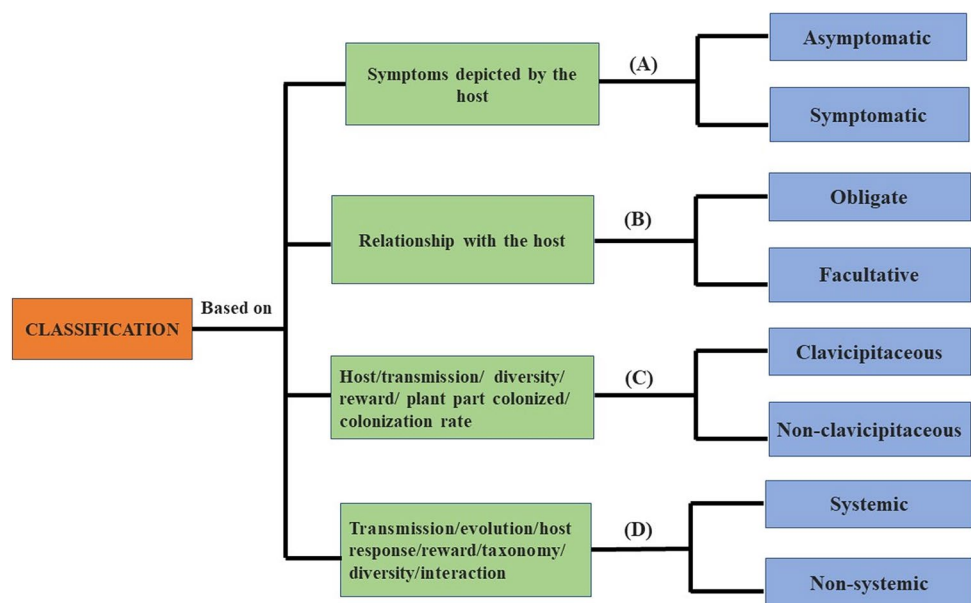 CLASSIFICATION
Based on
Symptoms depicted by the
host
(A)
Asymptomatic
Symptomatic
Relationship with the host
(B)
Obligate
Facultative
Host/transmission/ diversity/
reward/ plant part colonized/
colonization rate
(C)
Clavicipitaceous
Non-clavicipitaceous
Transmission/evolution/host
response/reward/taxonomy/
diversity/interaction
(D)
Systemic
Non-systemic